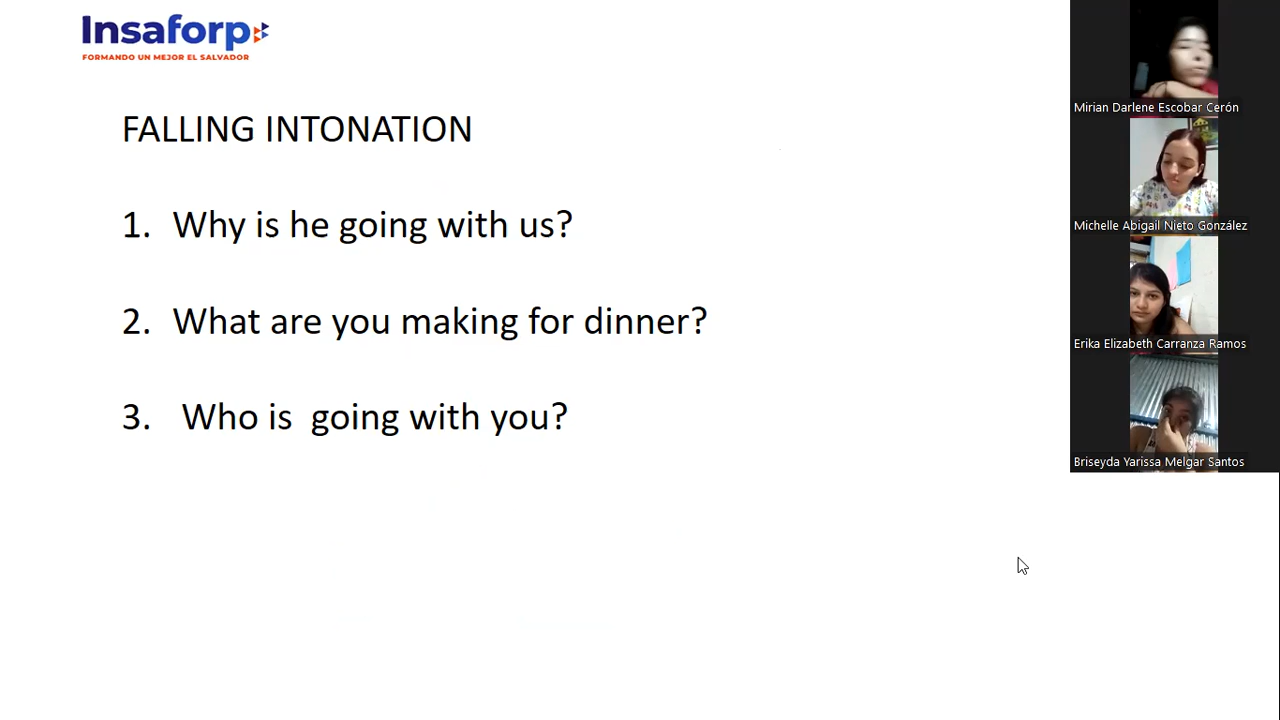 Insaforp
FORMANDO UN MEJOR EL SALVADOR
FALLING INTONATION
1. Why is he going with us?
2. What are you making for dinner?
3. Who is going with you?
Mirian Darlene Escobar Cerón
Michelle Abigail Nieto González
Erika Elizabeth Carranza Ramos
Briseyda Yarissa Melgar Santos